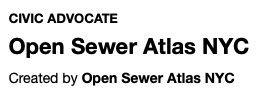 CIVIC ADVOCATE
Open Sewer Atlas NYC
Created by Open Sewer Atlas NYC